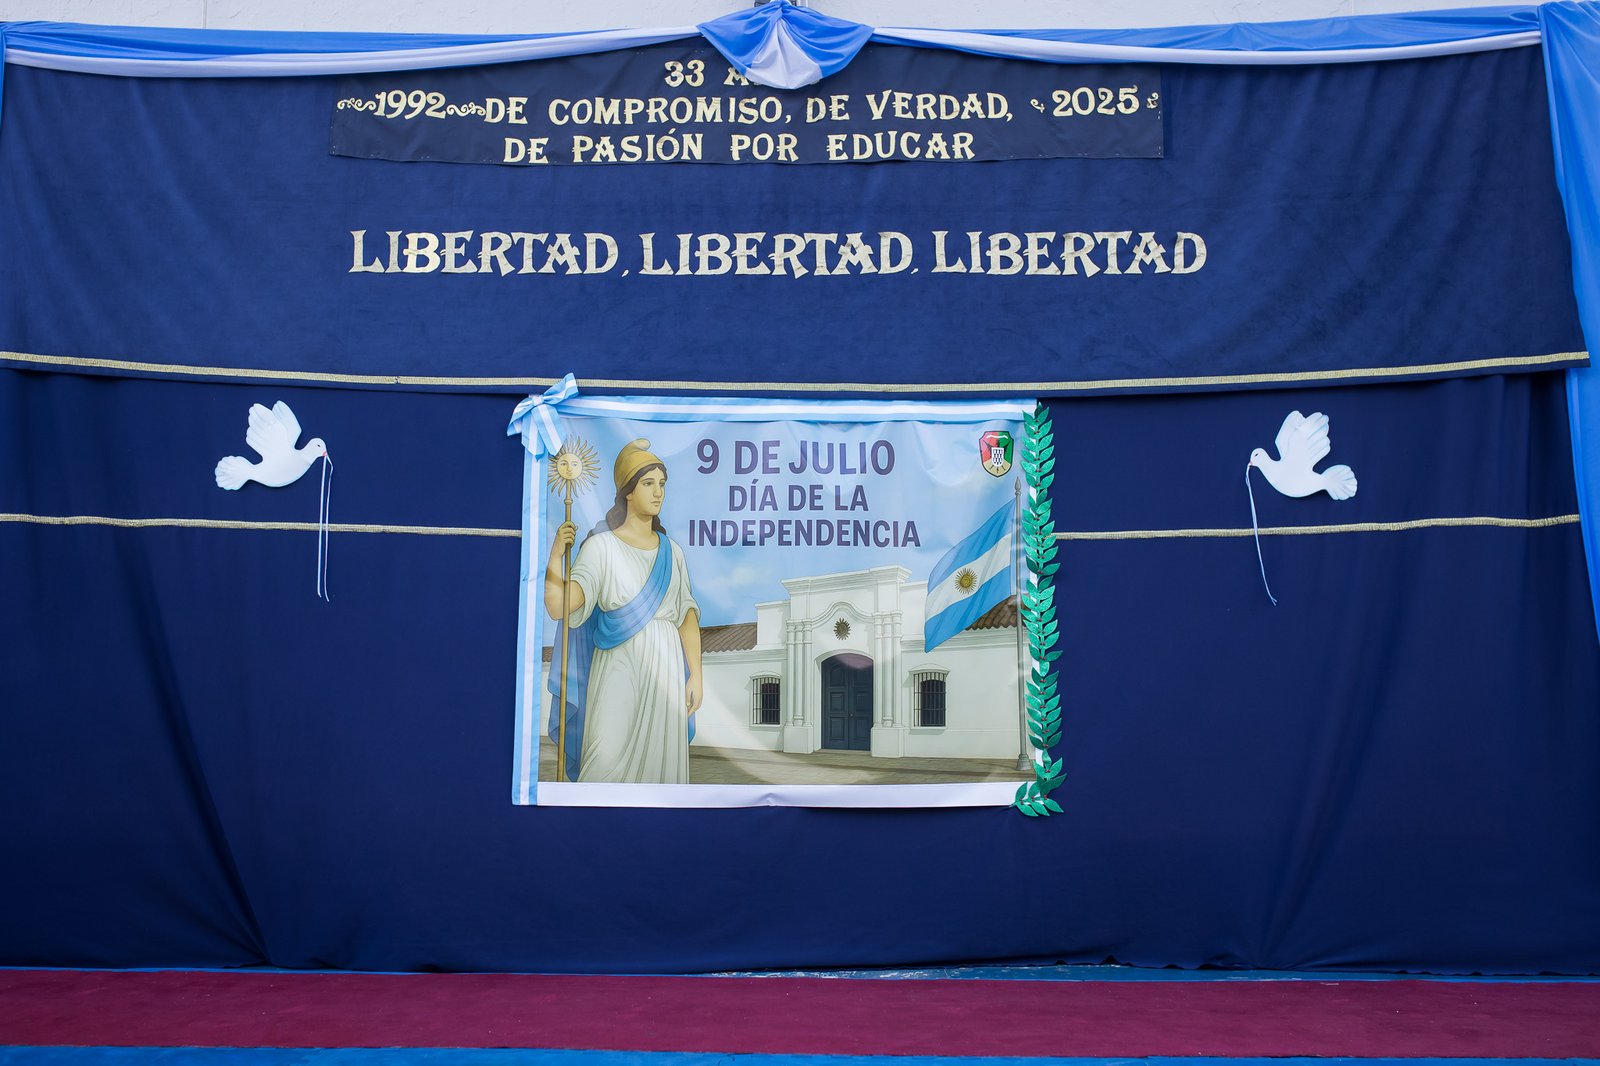 33
1992 DE COMPROMISO, DE VERDAD, 2025
DE PASIÓN POR EDUCAR
LIBERTAD, LIBERTAD, LIBERTAD
9 DE JULIO
DÍA DE LA
INDEPENDENCIA